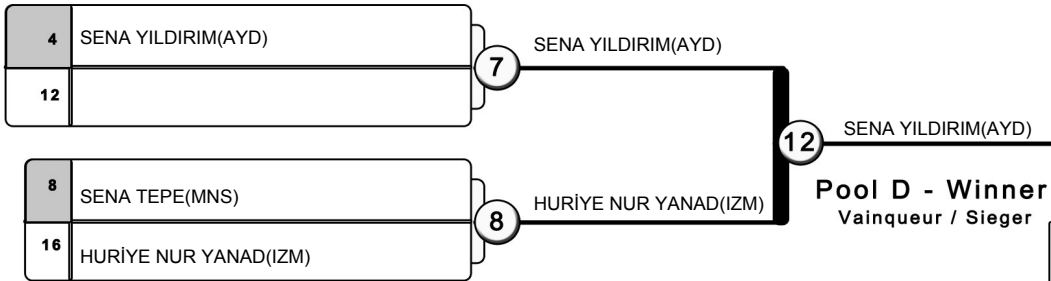 4
SENA YILDIRIM(AYD)
12
7
SENA YILDIRIM(AYD)
8
SENA TEPE(MNS)
16
HURİYE NUR YANAD(IZM)
8
HURİYE NUR YANAD(IZM)
12
SENA YILDIRIM(AYD)
Pool D - Winner
Vainqueur / Sieger